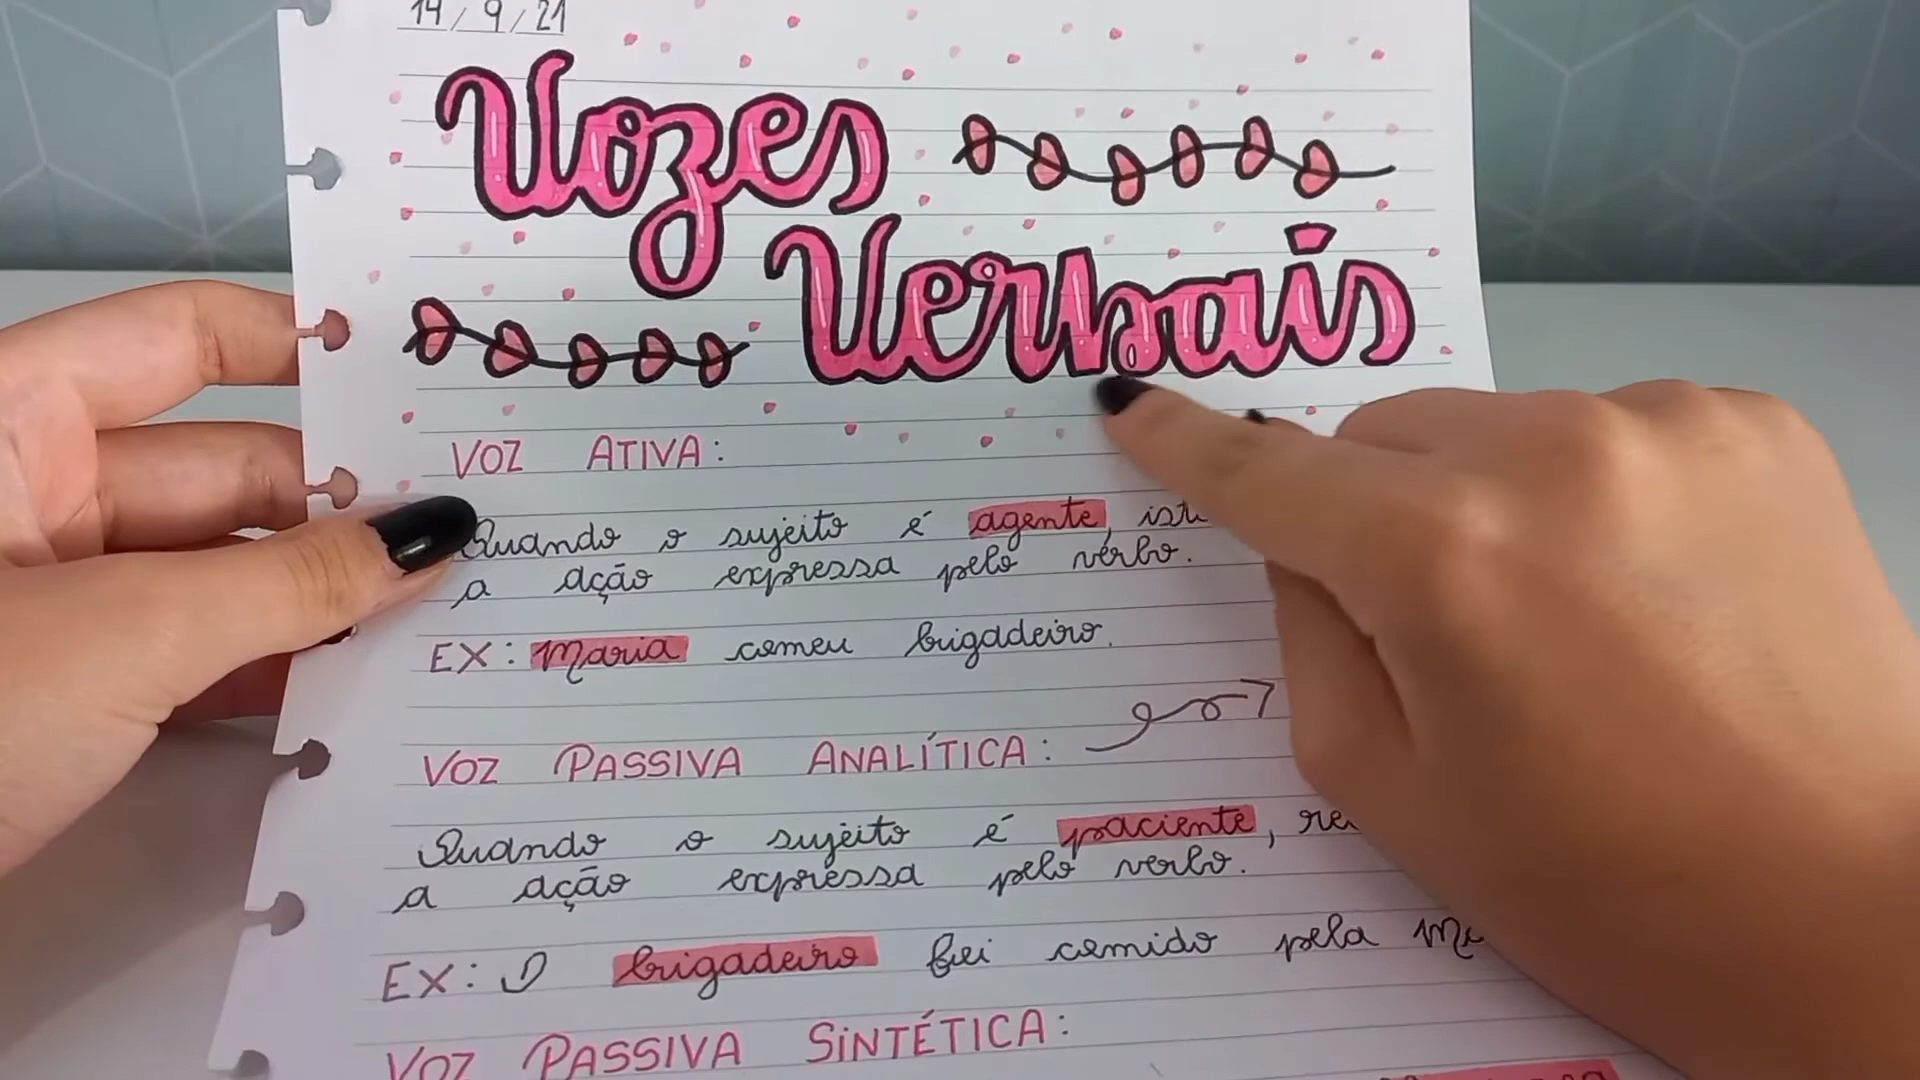 14/9/21
Vozes
Verbais
VOZ ATIVA:
Quando o sujeito é agente,
a ação expressa pelo verbo.
EX: Maria comeu brigadeiro.
VOZ PASSIVA ANALÍTICA:
Quando o sujeito é paciente,
a ação expressa pelo verbo.
EX: O brigadeiro foi comido pela
VOZ PASSIVA SINTÉTICA: